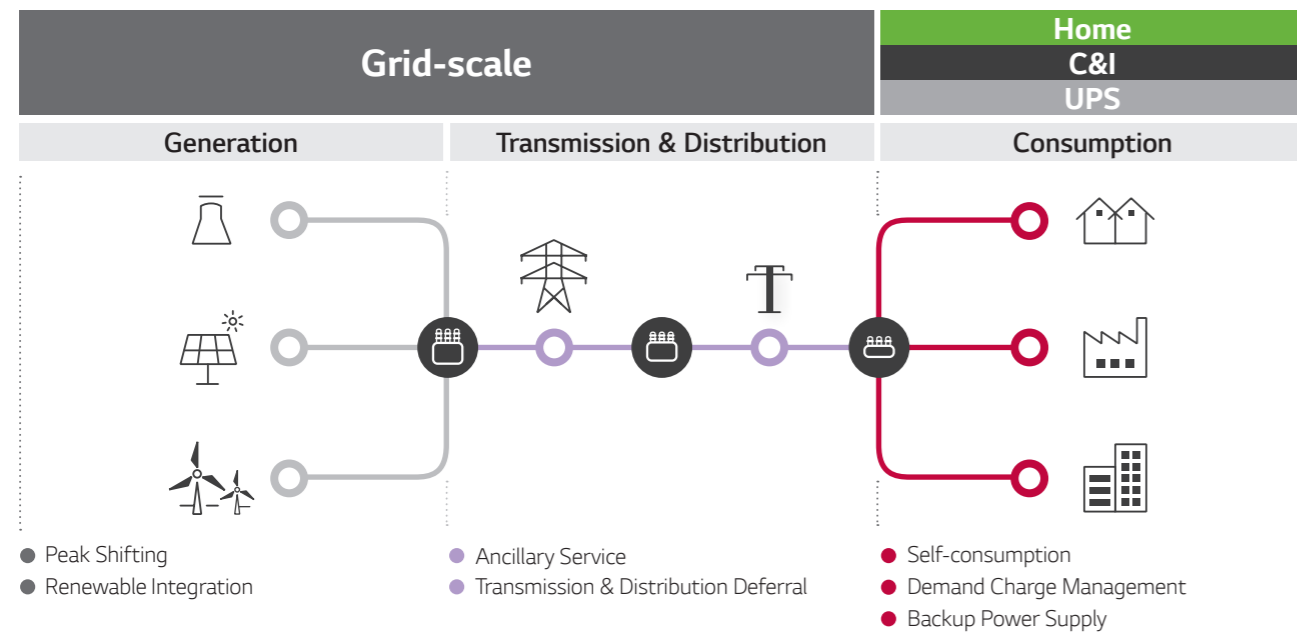 Grid-scale
Home
C&I
UPS
Generation
Transmission & Distribution
Consumption
Peak Shifting
Renewable Integration
Ancillary Service
Transmission & Distribution Deferral
Self-consumption
Demand Charge Management
Backup Power Supply